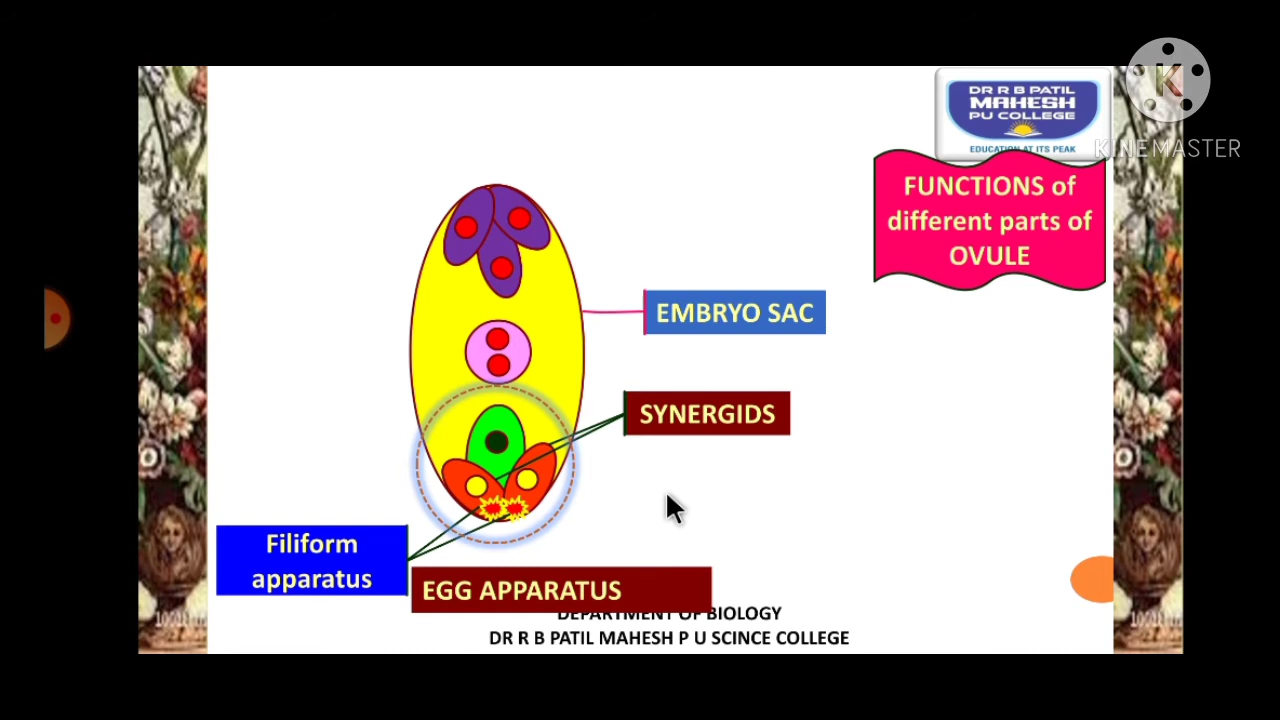 DR R B PATIL
MAHESH
PU COLLEGE
EDUCATION AT ITS PEAK
K
KINEMASTER
FUNCTIONS of
different parts of
OVULE
EMBRYO SAC
SYNERGIDS
Filiform
apparatus
EGG APPARATUS
DEPARTMENT OF BIOLOGY
DR R B PATIL MAHESH P U SCINCE COLLEGE